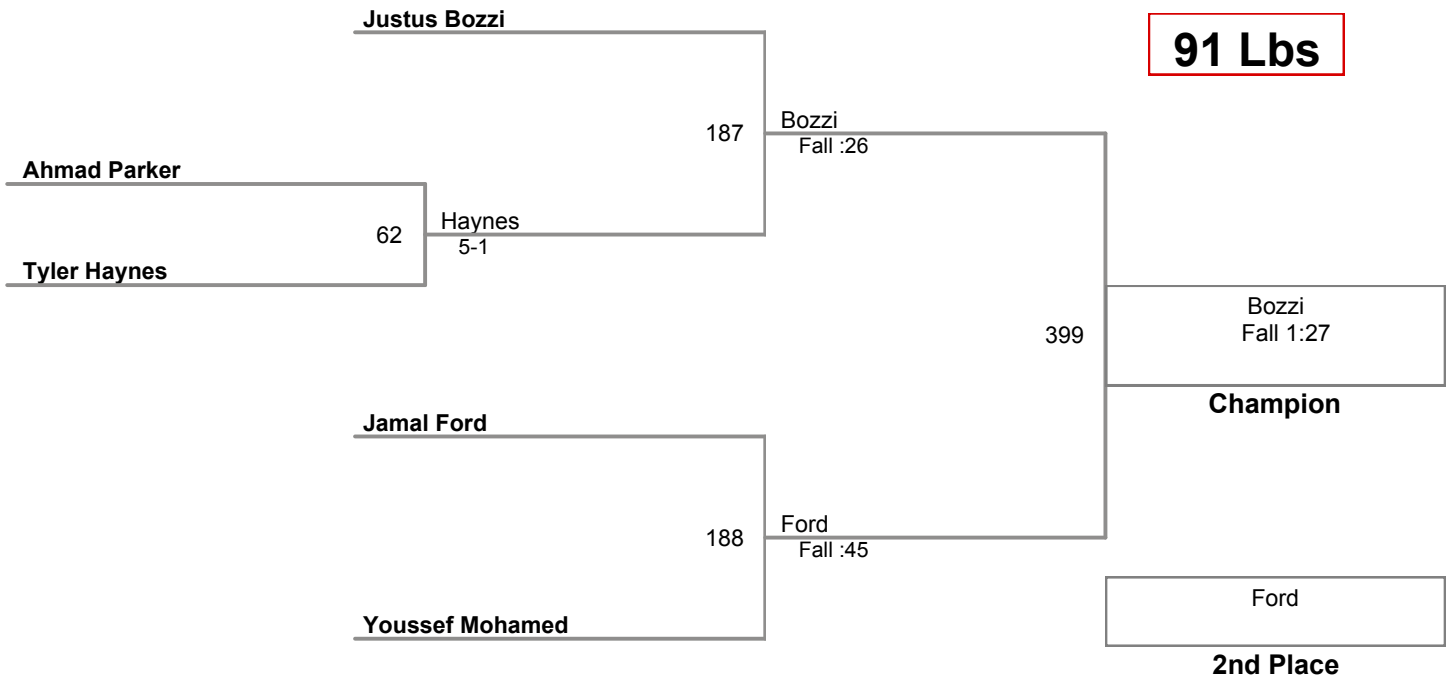 Justus Bozzi
91 Lbs
187
Bozzi
Fall :26
Ahmad Parker
62
Haynes
5-1
Tyler Haynes
399
Bozzi
Fall 1:27
Champion
Jamal Ford
188
Ford
Fall :45
Youssef Mohamed
Ford
2nd Place